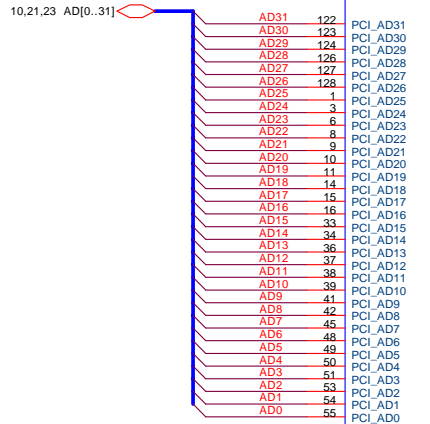 10,21,23 AD[0..31]
AD31 122 PCI_AD31
AD30 123 PCI_AD30
AD29 124 PCI_AD29
AD28 126 PCI_AD28
AD27 127 PCI_AD27
AD26 128 PCI_AD26
AD25 1 PCI_AD25
AD24 3 PCI_AD24
AD23 6 PCI_AD23
AD22 8 PCI_AD22
AD21 9 PCI_AD21
AD20 10 PCI_AD20
AD19 11 PCI_AD19
AD18 14 PCI_AD18
AD17 15 PCI_AD17
AD16 16 PCI_AD16
AD15 33 PCI_AD15
AD14 34 PCI_AD14
AD13 36 PCI_AD13
AD12 37 PCI_AD12
AD11 38 PCI_AD11
AD10 39 PCI_AD10
AD9 41 PCI_AD9
AD8 42 PCI_AD8
AD7 45 PCI_AD7
AD6 48 PCI_AD6
AD5 49 PCI_AD5
AD4 50 PCI_AD4
AD3 51 PCI_AD3
AD2 53 PCI_AD2
AD1 54 PCI_AD1
AD0 55 PCI_AD0